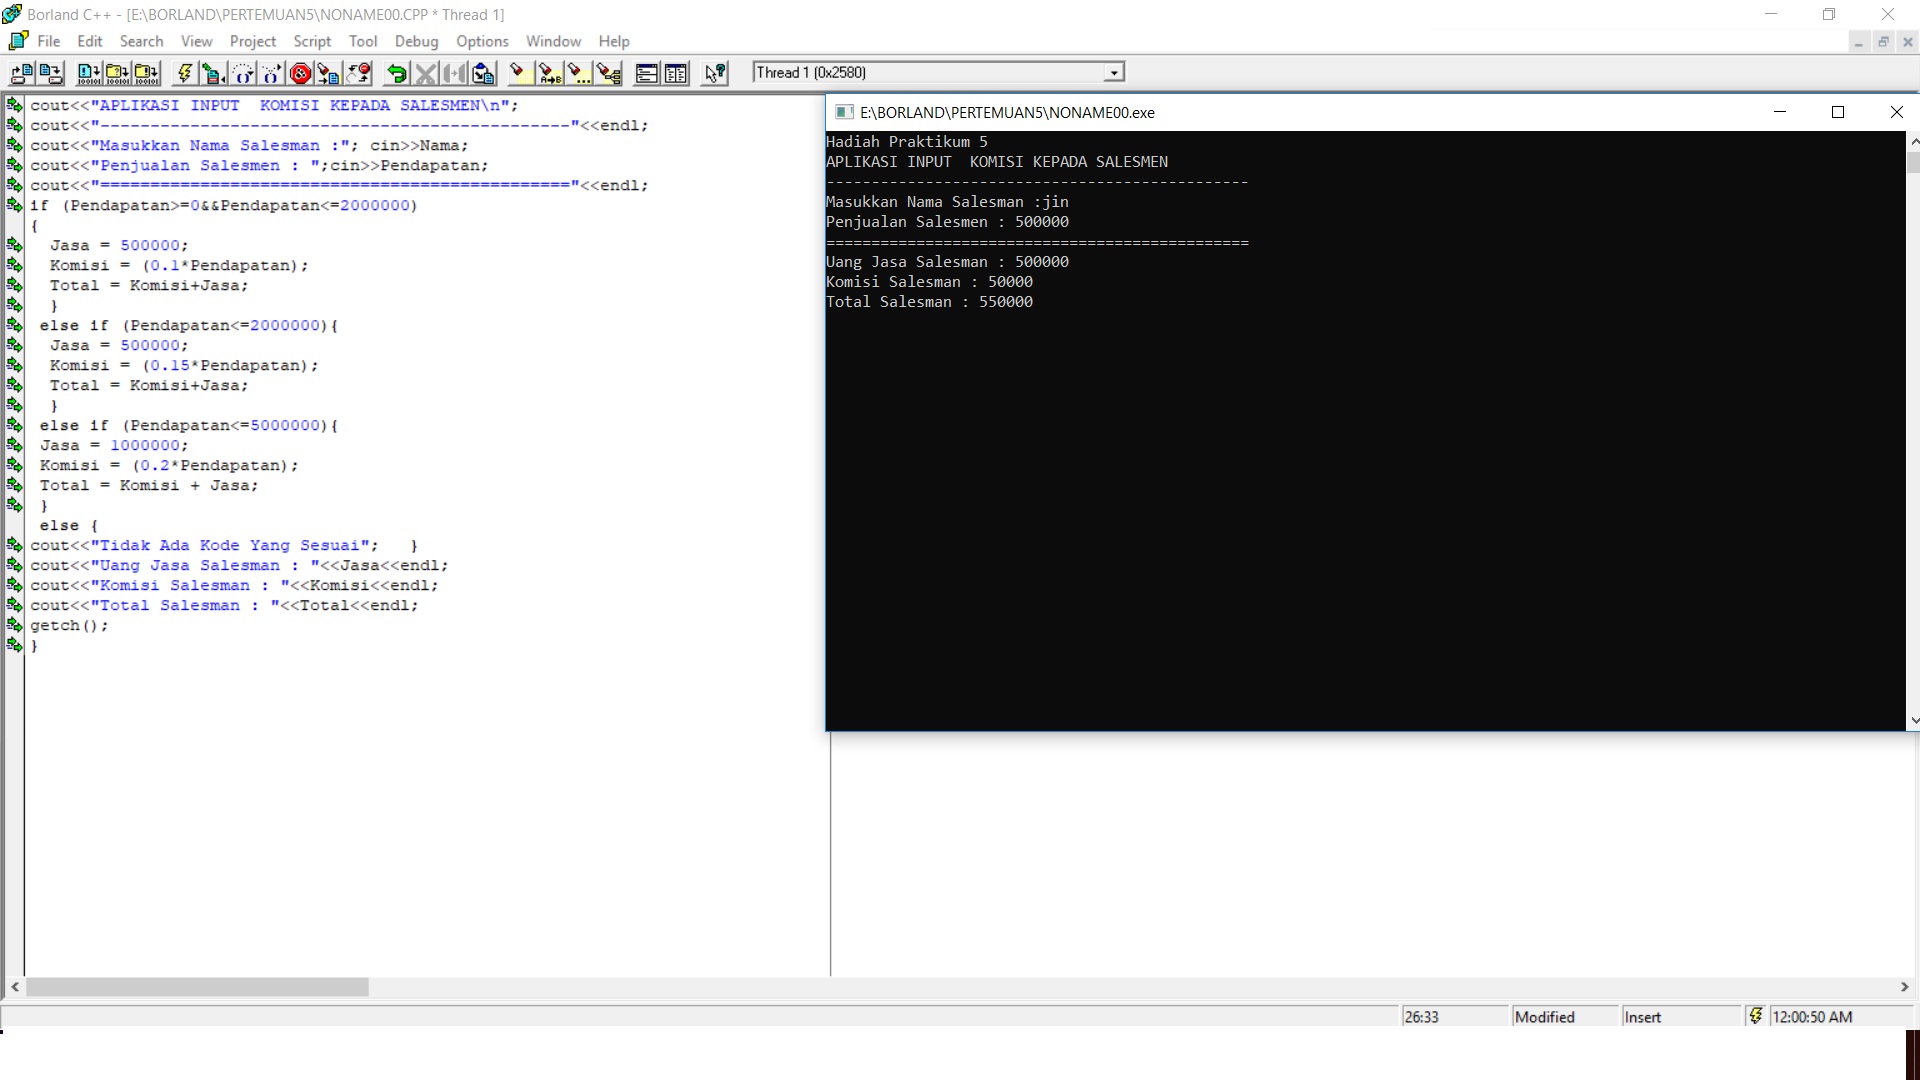 Borland C++ - [E:\BORLAND\PERTEMUAN5\NONAME00.CPP * Thread 1]
File Edit Search View Project Script Tool Debug Options Window Help
Thread 1 (0x2580)
cout<<"APLIKASI INPUT  KOMISI KEPADA SALESMEN\n";
cout<<"-----------------------------------------------"<<endl;
cout<<"Masukkan Nama Salesman :"; cin>>Nama;
cout<<"Penjualan Salesmen : ";cin>>Pendapatan;
cout<<"==============================================="<<endl;
if (Pendapatan>=0&&Pendapatan<=2000000)
{
  Jasa = 500000;
  Komisi = (0.1*Pendapatan);
  Total = Komisi+Jasa;
  }
 else if (Pendapatan<=2000000){
  Jasa = 500000;
  Komisi = (0.15*Pendapatan);
  Total = Komisi+Jasa;
  }
 else if (Pendapatan<=5000000){
 Jasa = 1000000;
 Komisi = (0.2*Pendapatan);
 Total = Komisi + Jasa;
 }
 else {
cout<<"Tidak Ada Kode Yang Sesuai";   }
cout<<"Uang Jasa Salesman : "<<Jasa<<endl;
cout<<"Komisi Salesman : "<<Komisi<<endl;
cout<<"Total Salesman : "<<Total<<endl;
getch();
}
E:\BORLAND\PERTEMUAN5\NONAME00.exe
Hadiah Praktikum 5
APLIKASI INPUT  KOMISI KEPADA SALESMEN
-----------------------------------------------
Masukkan Nama Salesman :jin
Penjualan Salesmen : 500000
===============================================
Uang Jasa Salesman : 500000
Komisi Salesman : 50000
Total Salesman : 550000
26:33 Modified Insert 12:00:50 AM